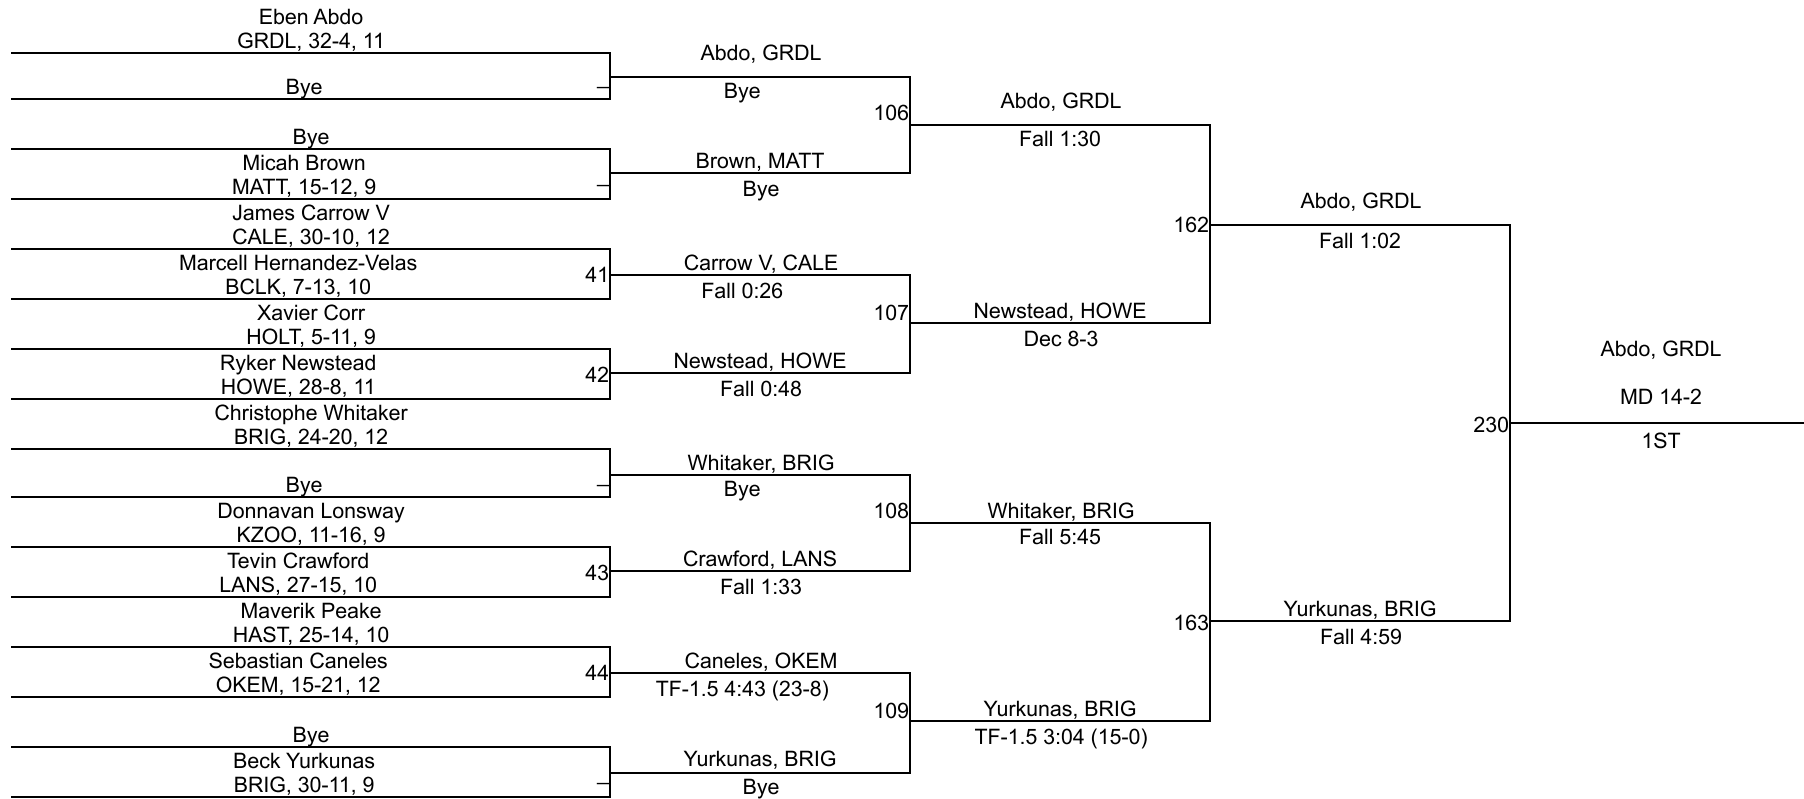 Eben Abdo
GRDL, 32-4, 11
Bye
Bye
Micah Brown
MATT, 15-12, 9
James Carrow V
CALE, 30-10, 12
Marcell Hernandez-Velas
BCLK, 7-13, 10
Xavier Corr
HOLT, 5-11, 9
Ryker Newstead
HOWE, 28-8, 11
Christophe Whitaker
BRIG, 24-20, 12
Bye
Donnavan Lonsway
KZOO, 11-16, 9
Tevin Crawford
LANS, 27-15, 10
Maverik Peake
HAST, 25-14, 10
Sebastian Caneles
OKEM, 15-21, 12
Bye
Beck Yurkunas
BRIG, 30-11, 9
41
42
43
44
Abdo, GRDL
Bye
Brown, MATT
Bye
Carrow V, CALE
Fall 0:26
Newstead, HOWE
Fall 0:48
Whitaker, BRIG
Bye
Crawford, LANS
Fall 1:33
Caneles, OKEM
TF-1.5 4:43 (23-8)
Yurkunas, BRIG
Bye
106
107
108
109
Abdo, GRDL
Fall 1:30
Newstead, HOWE
Dec 8-3
Whitaker, BRIG
Fall 5:45
Yurkunas, BRIG
TF-1.5 3:04 (15-0)
162
163
Abdo, GRDL
Fall 1:02
Yurkunas, BRIG
Fall 4:59
230
Abdo, GRDL
MD 14-2
1ST